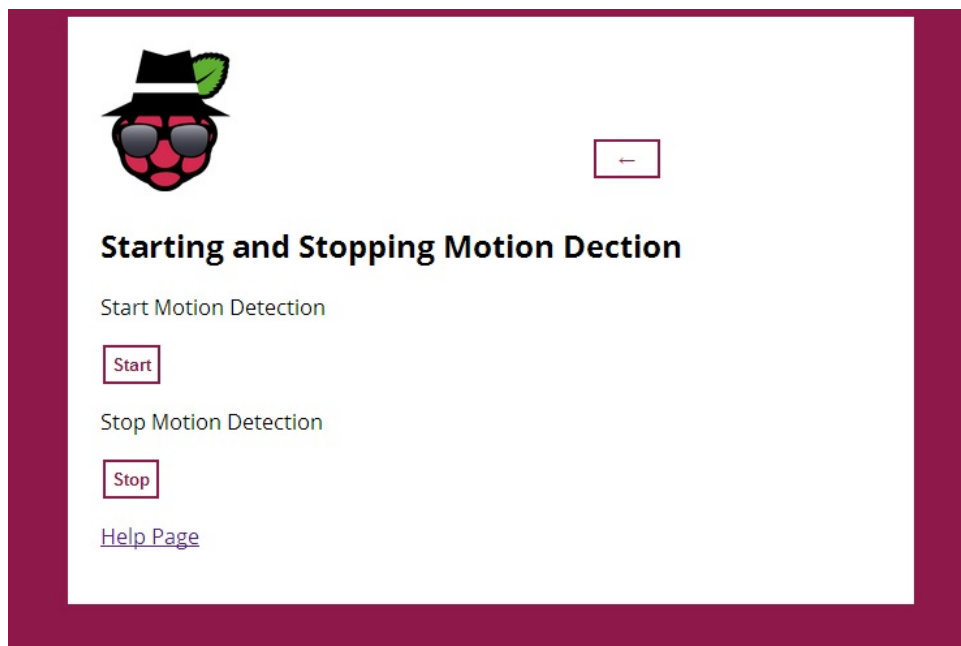 ←
Starting and Stopping Motion Dection
Start Motion Detection
Start
Stop Motion Detection
Stop
Help Page